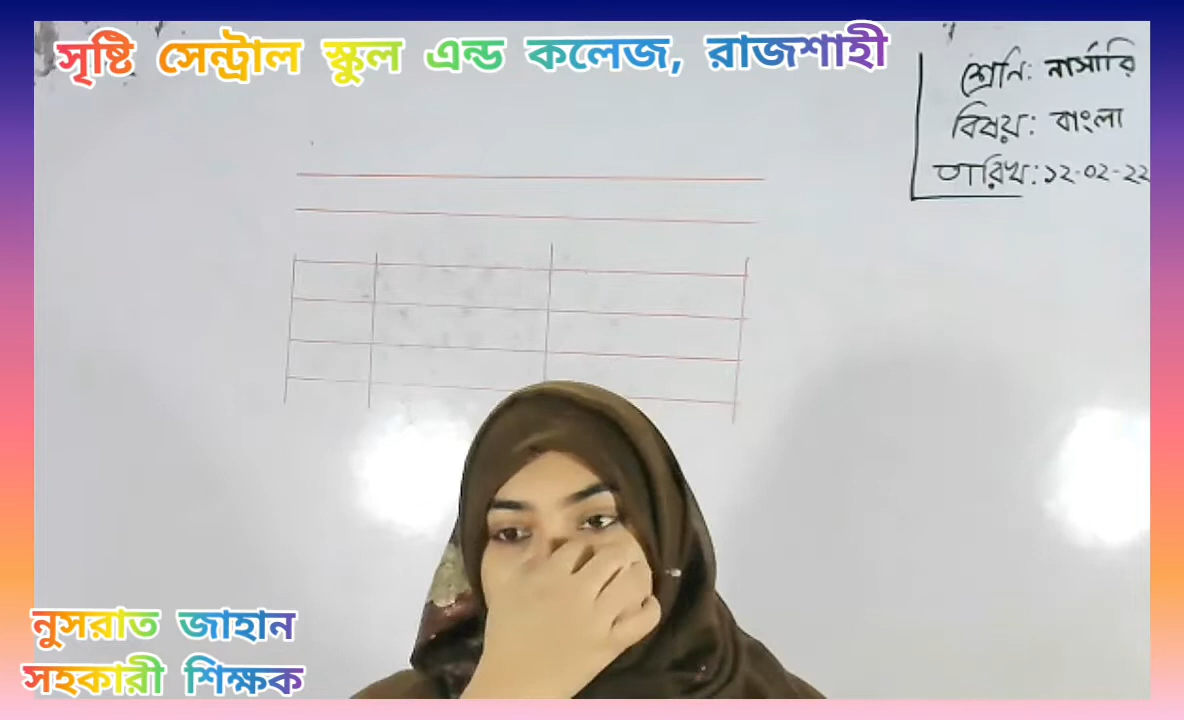 সৃষ্টি সেন্ট্রাল স্কুল এন্ড কলেজ, রাজশাহী
শ্রেনি: নার্সারি
বিষয়: বাংলা
তারিখ: ১২-০২-২২
নুসরাত জাহান
সহকারী শিক্ষক